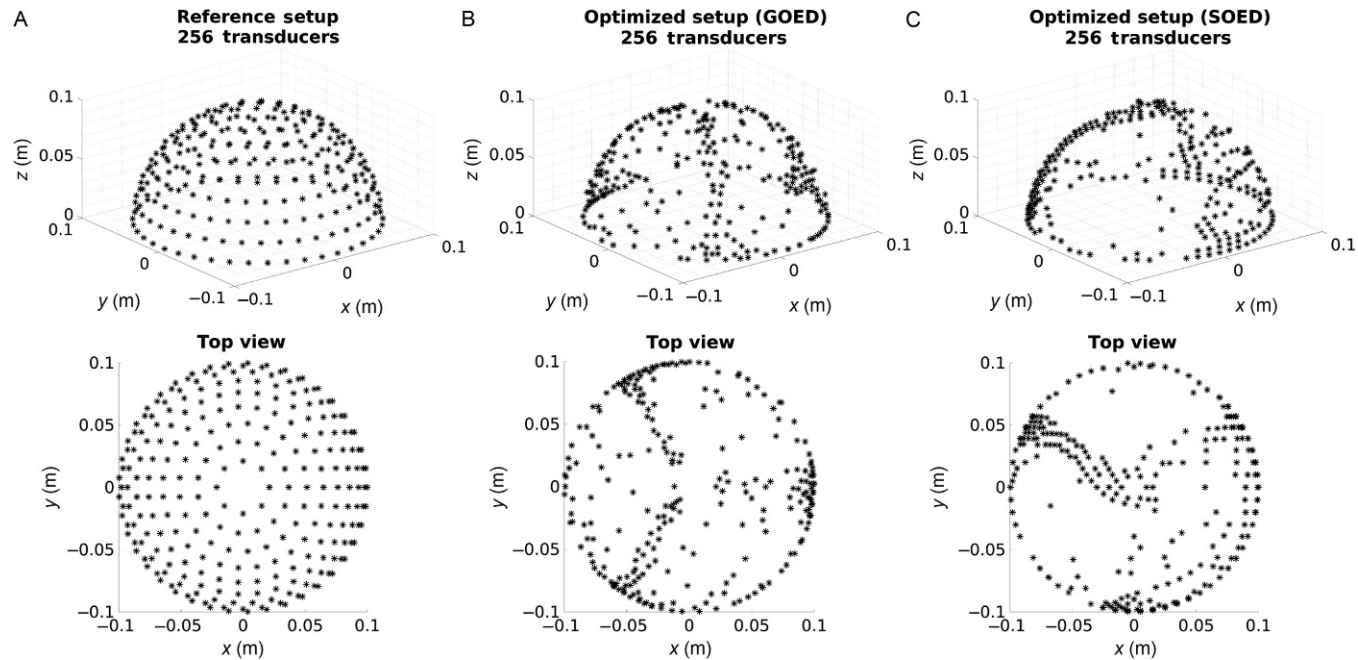 A
Reference setup
256 transducers
B
Optimized setup (GOED)
256 transducers
C
Optimized setup (SOED)
256 transducers
0.1
0.05
0
z (m)
0.1
0
−0.1
y (m)
−0.1
0
0.1
x (m)
0.1
0.05
0
z (m)
0.1
0
−0.1
y (m)
−0.1
0
0.1
x (m)
0.1
0.05
0
z (m)
0.1
0
−0.1
y (m)
−0.1
0
0.1
x (m)
Top view
0.1
0.05
0
−0.05
−0.1
y (m)
−0.1 −0.05 0 0.05 0.1
x (m)
Top view
0.1
0.05
0
−0.05
−0.1
y (m)
−0.1 −0.05 0 0.05 0.1
x (m)
Top view
0.1
0.05
0
−0.05
−0.1
y (m)
−0.1 −0.05 0 0.05 0.1
x (m)